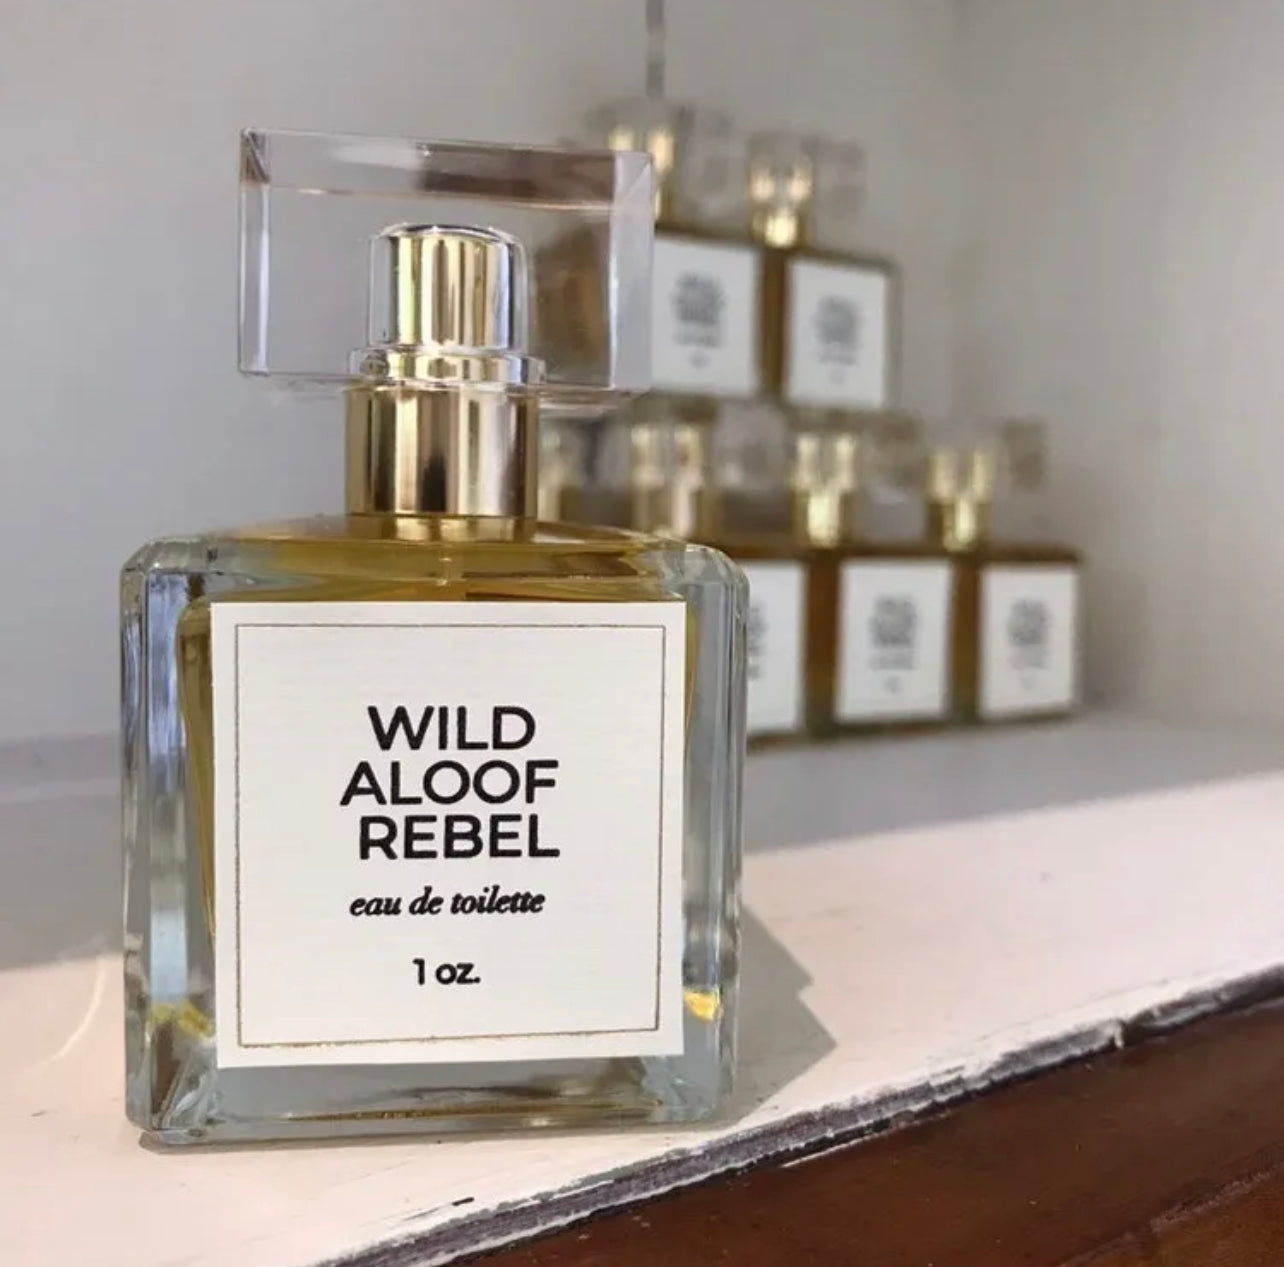 WILD
ALOOF
REBEL
eau de toilette
1 oz.